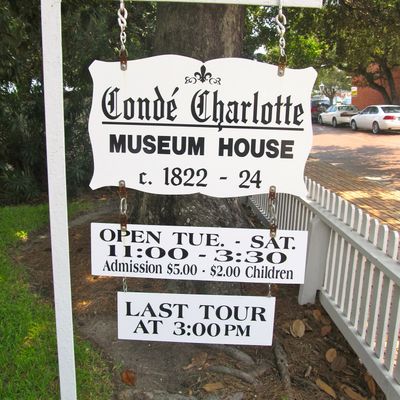 Condé Charlotte
MUSEUM HOUSE
c. 1822 - 24
OPEN TUE. - SAT.
11:00 - 3:30
Admission $5.00 - $2.00 Children
LAST TOUR
AT 3:00PM